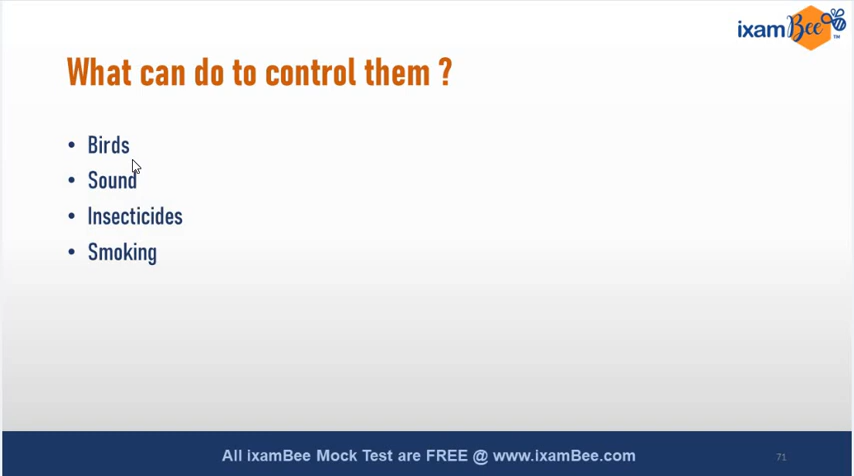 ixamBee™
What can do to control them ?
• Birds
• Sound
• Insecticides
• Smoking
All ixamBee Mock Test are FREE @ www.ixamBee.com
71